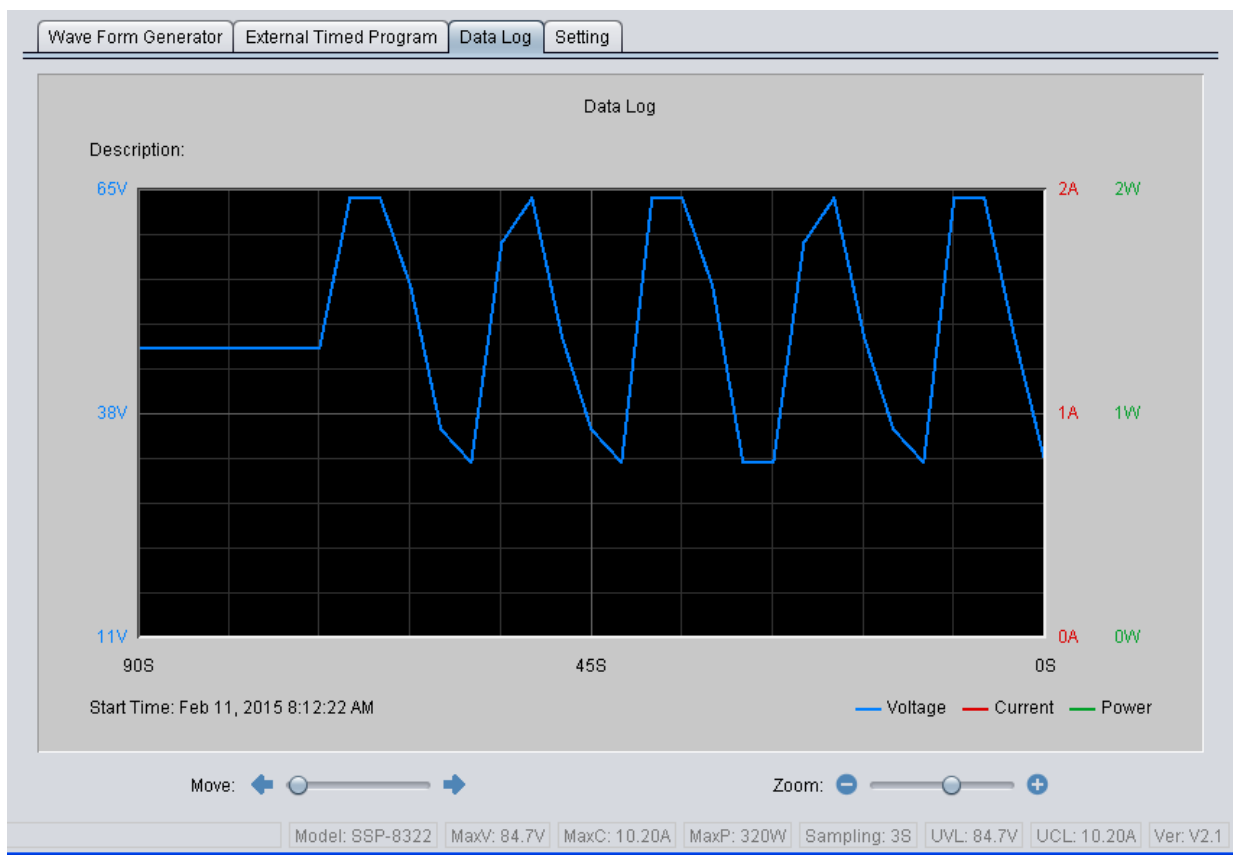 Wave Form Generator External Timed Program Data Log Setting
Data Log
Description:
65V 2A 2W
38V 1A 1W
11V 0A 0W
90S 45S 0S
Start Time: Feb 11, 2015 8:12:22 AM Voltage Current Power
Move: Zoom:
Model: SSP-8322 MaxV: 84.7V MaxC: 10.20A MaxP: 320W Sampling: 3S UVL: 84.7V UCL: 10.20A Ver: V2.1